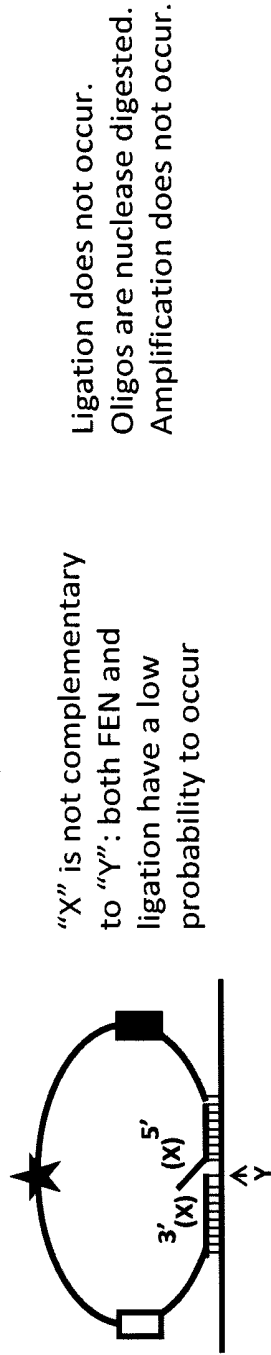 3'
(X)
5'
(X)
Y
"X" is not complementary
to "Y": both FEN and
ligation have a low
probability to occur
Ligation does not occur.
Oligos are nuclease digested.
Amplification does not occur.